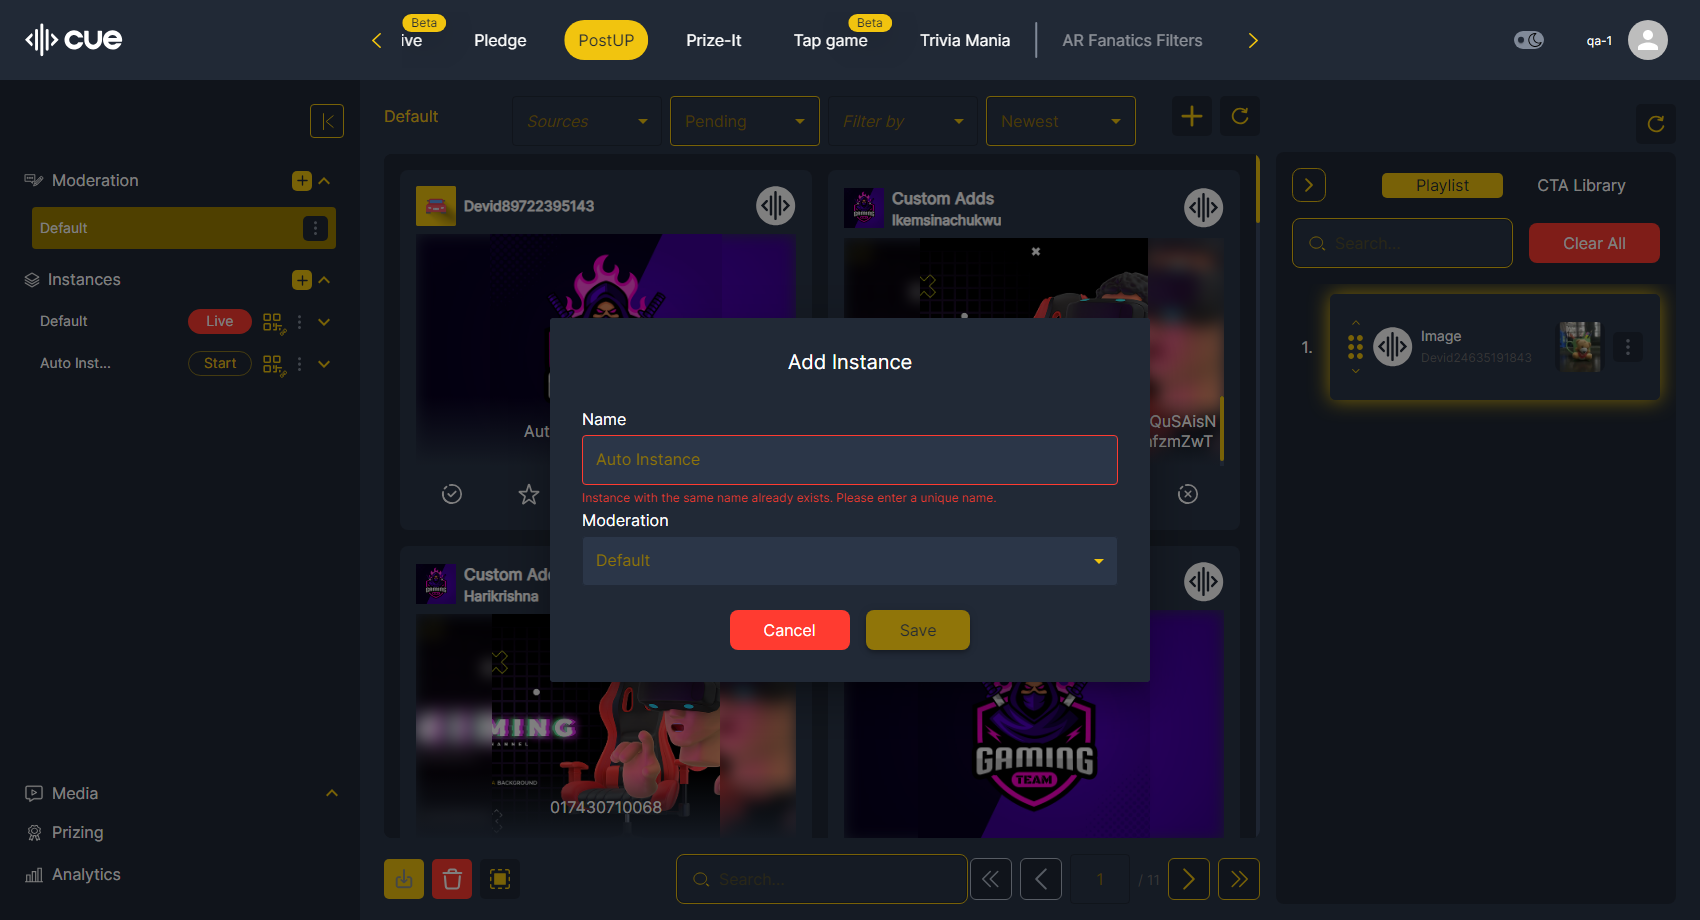 cue
Beta
ive
Pledge
PostUP
Prize-It
Beta
Tap game
Trivia Mania
AR Fanatics Filters
qa-1
Moderation
Default
Instances
Default
Live
Auto Inst...
Start
Media
Prizing
Analytics
Default
Sources
Pending
Filter by
Newest
Devid89722395143
Aut
Custom Adds
Ikemsinachukwu
QuSAisN
fzmZwT
Custom Add
Harikrishna
MING
ANNEL
BACKGROUND
017430710068
GAMING
TEAM
Search...
1
/ 11
Playlist
CTA Library
Search...
Clear All
1.
Image
Devid24635191843
Add Instance
Name
Auto Instance
Instance with the same name already exists. Please enter a unique name.
Moderation
Default
Cancel
Save